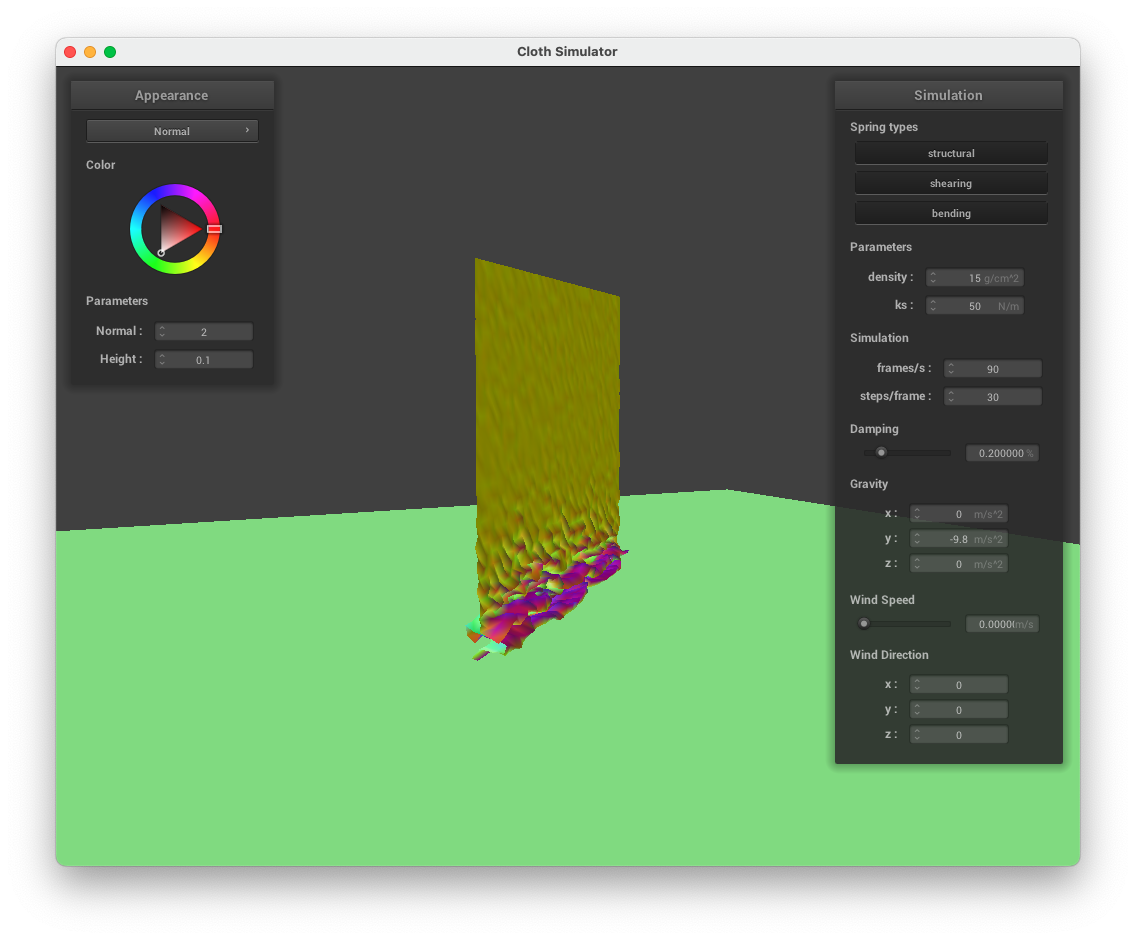 Cloth Simulator
Appearance
Normal
Color
Parameters
Normal : 2
Height : 0.1
Simulation
Spring types
structural
shearing
bending
Parameters
density : 15 g/cm^2
ks : 50 N/m
Simulation
frames/s : 90
steps/frame : 30
Damping
0.200000 %
Gravity
x : 0 m/s^2
y : -9.8 m/s^2
z : 0 m/s^2
Wind Speed
0.0000 m/s
Wind Direction
x : 0
y : 0
z : 0